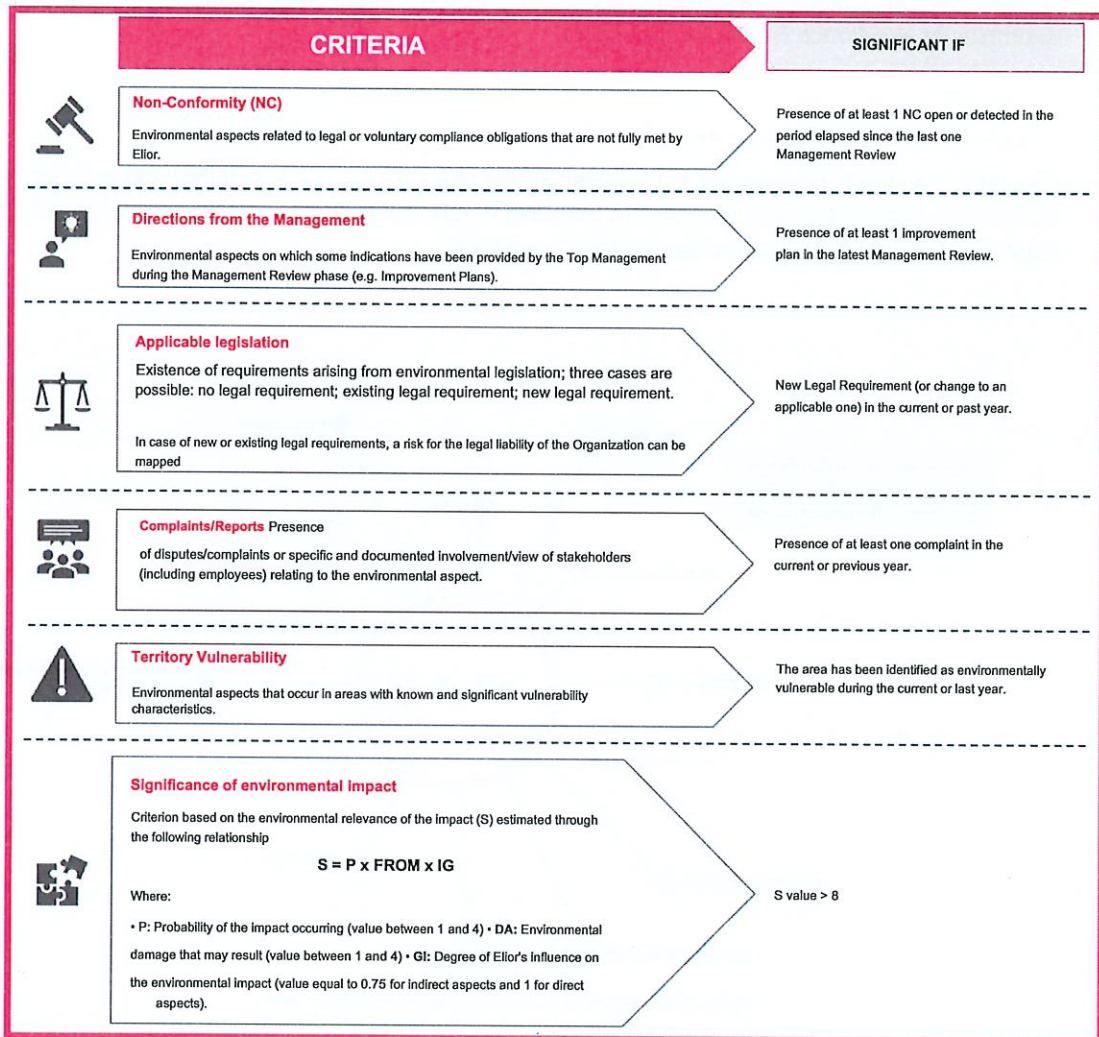 CRITERIA
SIGNIFICANT IF
Non-Conformity (NC)
Environmental aspects related to legal or voluntary compliance obligations that are not fully met by
Elior.
Presence of at least 1 NC open or detected in the
period elapsed since the last one
Management Review
Directions from the Management
Environmental aspects on which some indications have been provided by the Top Management
during the Management Review phase (e.g. Improvement Plans).
Presence of at least 1 improvement
plan in the latest Management Review.
Applicable legislation
Existence of requirements arising from environmental legislation; three cases are
possible: no legal requirement; existing legal requirement; new legal requirement.
In case of new or existing legal requirements, a risk for the legal liability of the Organization can be
mapped
New Legal Requirement (or change to an
applicable one) in the current or past year.
Complaints/Reports Presence
of disputes/complaints or specific and documented involvement/view of stakeholders
(including employees) relating to the environmental aspect.
Presence of at least one complaint in the
current or previous year.
Territory Vulnerability
Environmental aspects that occur in areas with known and significant vulnerability
characteristics.
The area has been identified as environmentally
vulnerable during the current or last year.
Significance of environmental impact
Criterion based on the environmental relevance of the impact (S) estimated through
the following relationship
S = P x FROM x IG
Where:
• P: Probability of the impact occurring (value between 1 and 4) • DA: Environmental
damage that may result (value between 1 and 4) • GI: Degree of Elior's influence on
the environmental impact (value equal to 0.75 for indirect aspects and 1 for direct
aspects).
S value > 8